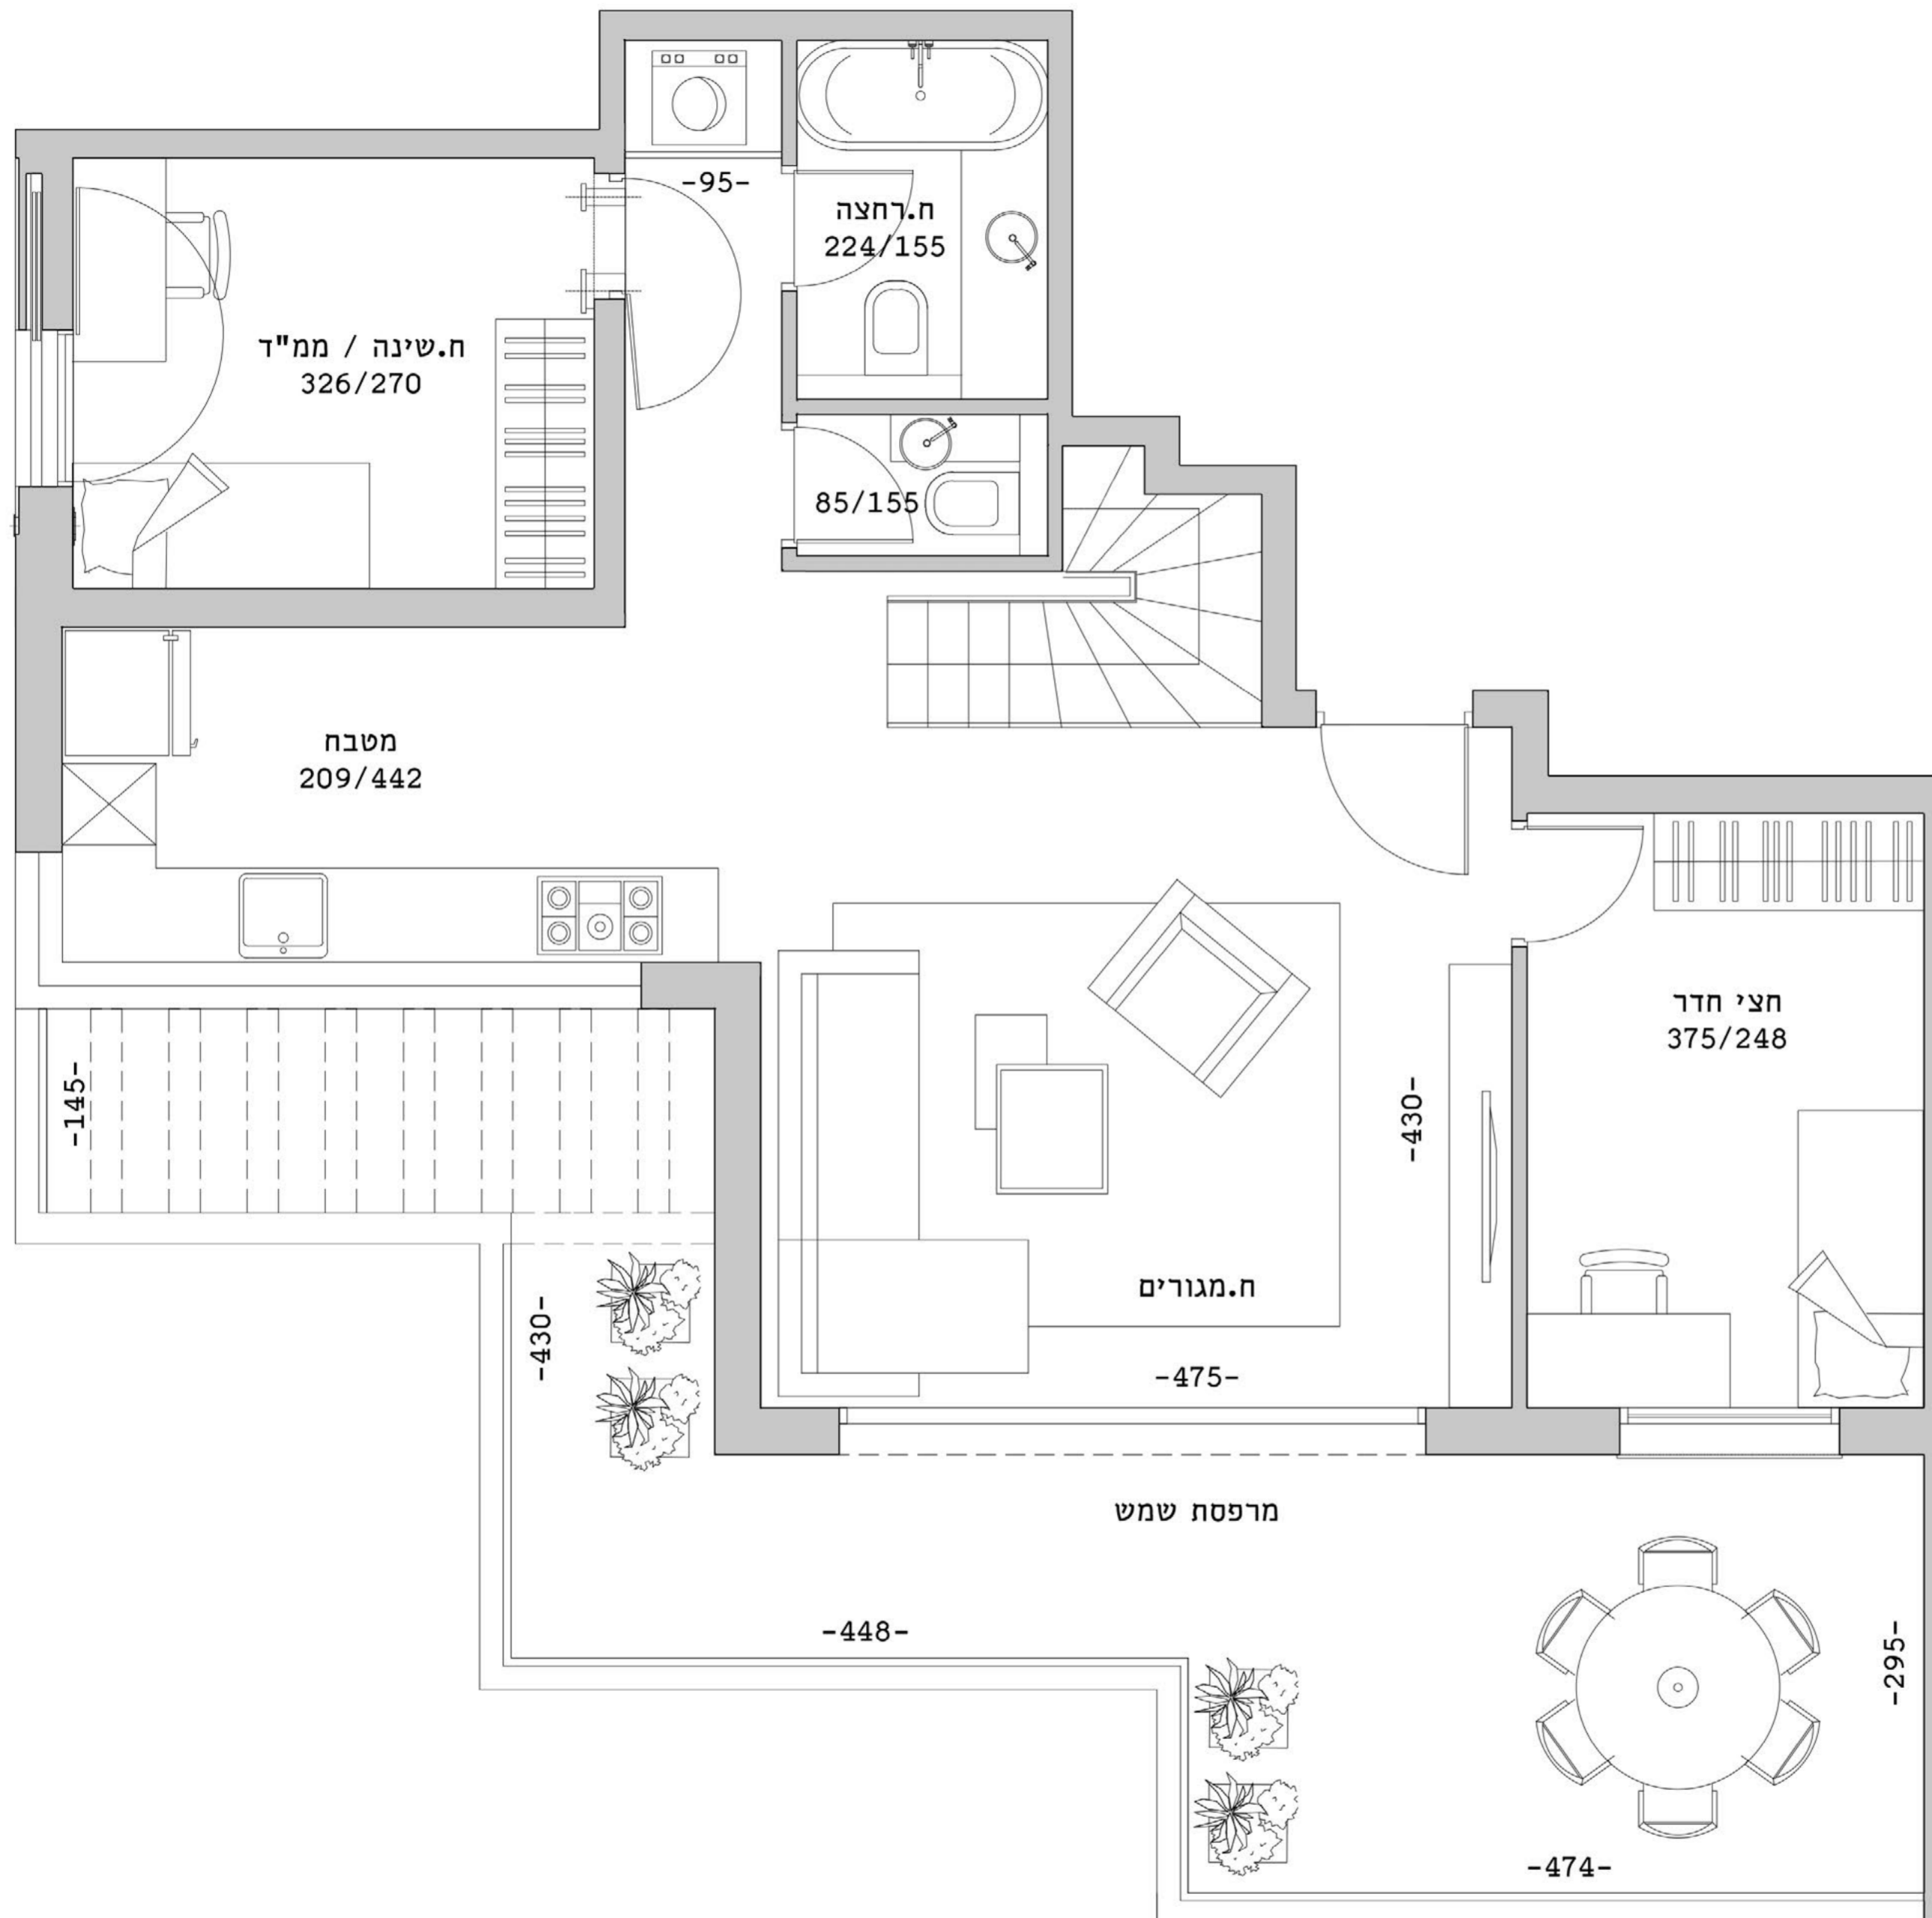 -95-
ח.רחצה
224/155
ח.שינה / ממ"ד
326/270
85/155
מטבח
209/442
חצי חדר
375/248
-145-
-430-
-430-
ח.מגורים
-475-
מרפסת שמש
-448-
-295-
-474-